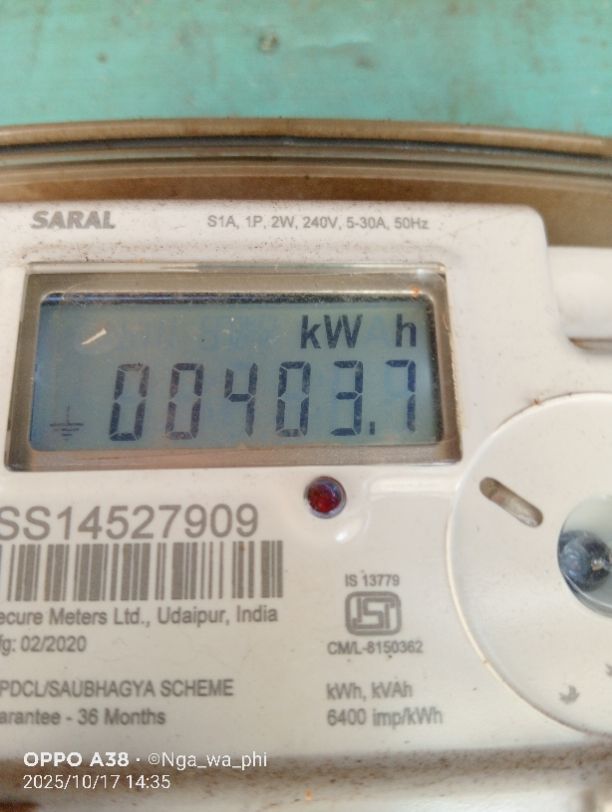 SARAL
S1A, 1P, 2W, 240V, 5-30A, 50Hz
kW h
00403.7
SS14527909
IS 13779
ecure Meters Ltd., Udaipur, India
fg: 02/2020
CM/L-8150362
PDCL/SAUBHAGYA SCHEME
arantee - 36 Months
kWh, kVAh
6400 imp/kWh
OPPO A38 · ©Nga_wa_phi
2025/10/17 14:35